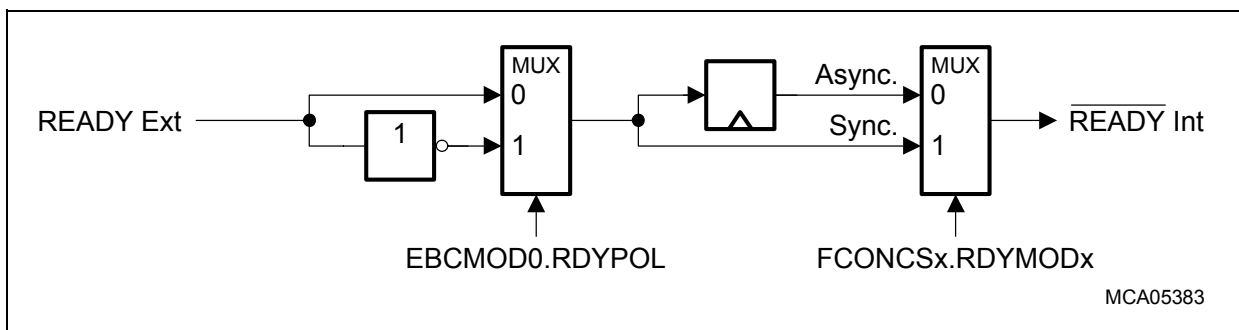 READY Ext
1
MUX
0
1
EBCMOD0.RDYPOL
Async.
Sync.
MUX
0
1
FCONCSx.RDYMODx
READY Int
MCA05383